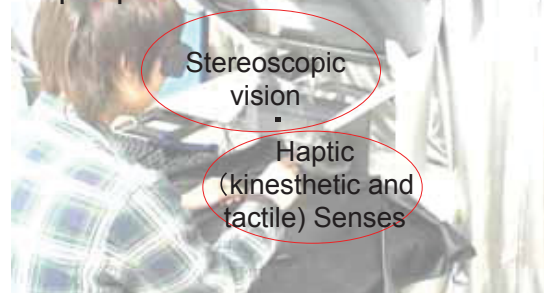 Stereoscopic
vision
Haptic
（kinesthetic and
tactile) Senses